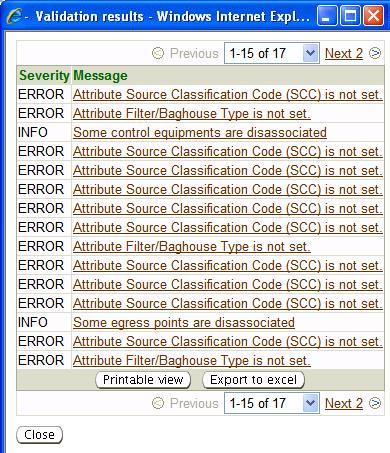 - Validation results - Windows Internet Expl...
Previous 1-15 of 17 Next 2
Severity Message
ERROR Attribute Source Classification Code (SCC) is not set.
ERROR Attribute Filter/Baghouse Type is not set.
INFO Some control equipments are disassociated
ERROR Attribute Source Classification Code (SCC) is not set.
ERROR Attribute Source Classification Code (SCC) is not set.
ERROR Attribute Source Classification Code (SCC) is not set.
ERROR Attribute Source Classification Code (SCC) is not set.
ERROR Attribute Source Classification Code (SCC) is not set.
ERROR Attribute Filter/Baghouse Type is not set.
ERROR Attribute Source Classification Code (SCC) is not set.
ERROR Attribute Source Classification Code (SCC) is not set.
ERROR Attribute Source Classification Code (SCC) is not set.
INFO Some egress points are disassociated
ERROR Attribute Source Classification Code (SCC) is not set.
ERROR Attribute Filter/Baghouse Type is not set.
Printable view Export to excel
Previous 1-15 of 17 Next 2
Close